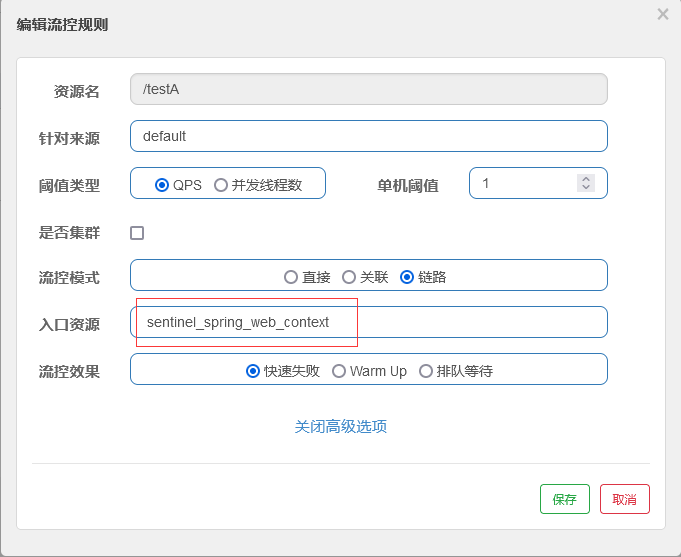 编辑流控规则 ×
资源名 /testA
针对来源 default
阈值类型 QPS 并发线程数 单机阈值 1
是否集群
流控模式 直接 关联 链路
入口资源 sentinel_spring_web_context
流控效果 快速失败 Warm Up 排队等待
关闭高级选项
保存 取消